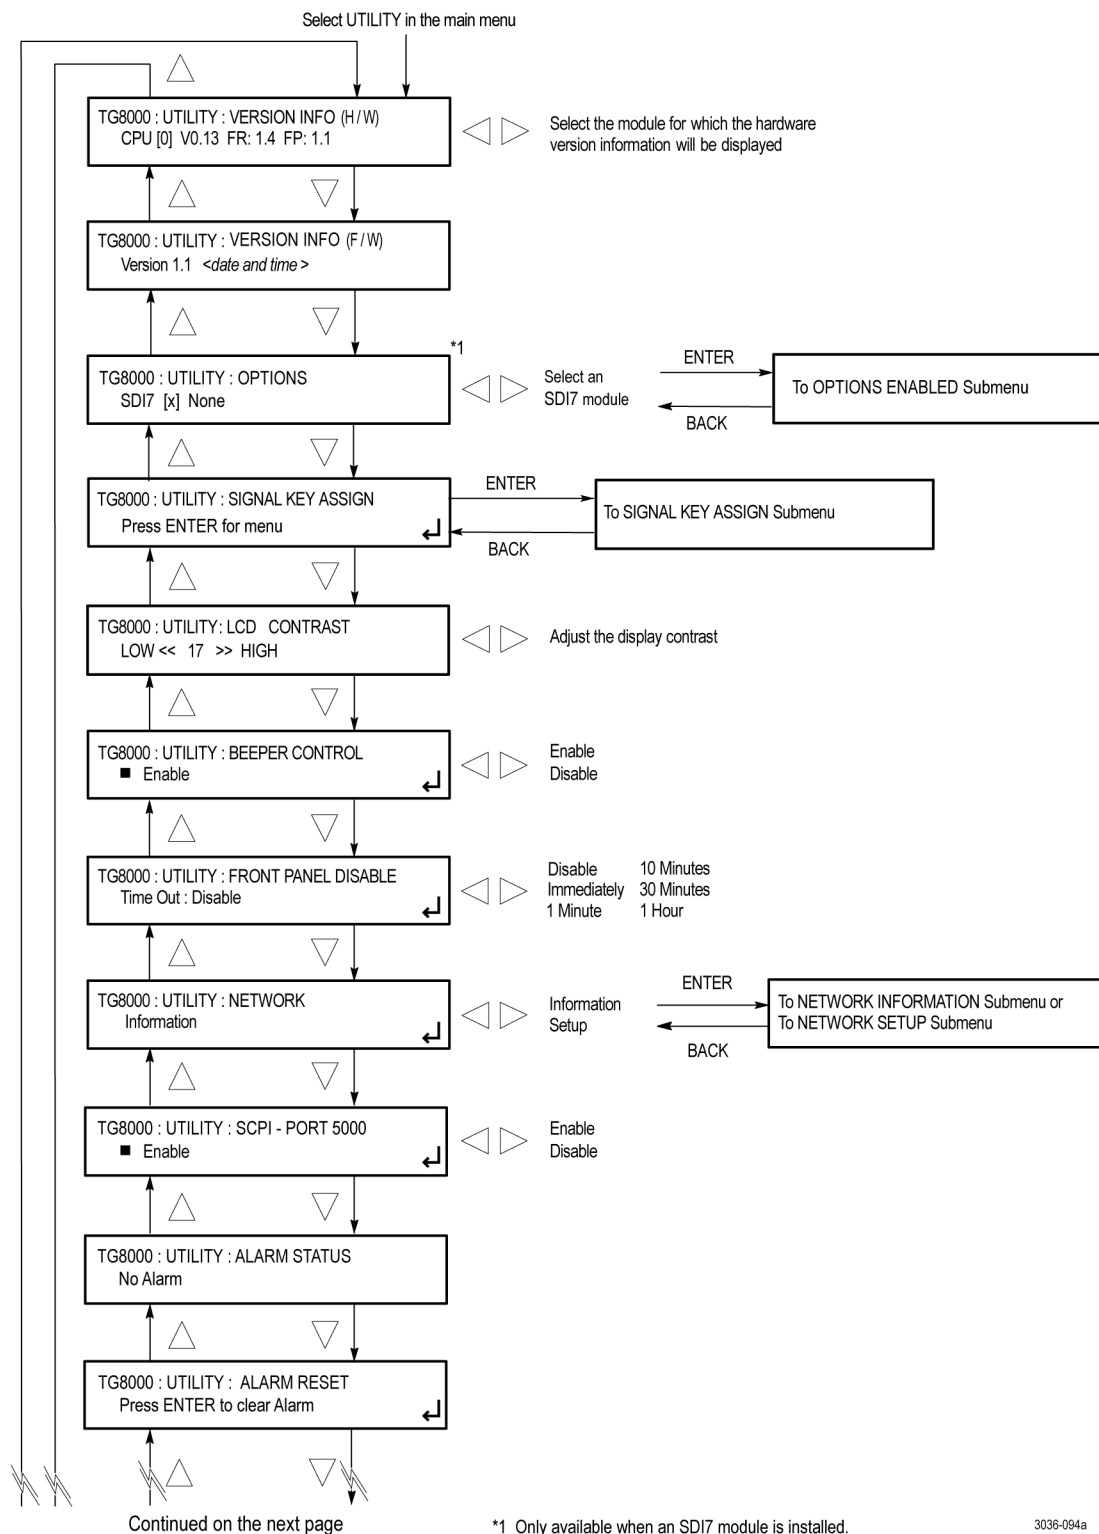 Select UTILITY in the main menu
TG8000 : UTILITY : VERSION INFO (H / W)
CPU [0] V0.13 FR: 1.4 FP: 1.1
Select the module for which the hardware
version information will be displayed
TG8000 : UTILITY : VERSION INFO (F / W)
Version 1.1 <date and time >
*1
TG8000 : UTILITY : OPTIONS
SDI7 [x] None
Select an
SDI7 module
ENTER
BACK
To OPTIONS ENABLED Submenu
TG8000 : UTILITY : SIGNAL KEY ASSIGN
Press ENTER for menu
ENTER
BACK
To SIGNAL KEY ASSIGN Submenu
TG8000 : UTILITY: LCD CONTRAST
LOW << 17 >> HIGH
Adjust the display contrast
TG8000 : UTILITY : BEEPER CONTROL
■ Enable
Enable
Disable
TG8000 : UTILITY : FRONT PANEL DISABLE
Time Out : Disable
Disable 10 Minutes
Immediately 30 Minutes
1 Minute 1 Hour
TG8000 : UTILITY : NETWORK
Information
Information
Setup
ENTER
BACK
To NETWORK INFORMATION Submenu or
To NETWORK SETUP Submenu
TG8000 : UTILITY : SCPI - PORT 5000
■ Enable
Enable
Disable
TG8000 : UTILITY : ALARM STATUS
No Alarm
TG8000 : UTILITY : ALARM RESET
Press ENTER to clear Alarm
Continued on the next page
*1 Only available when an SDI7 module is installed.
3036-094a